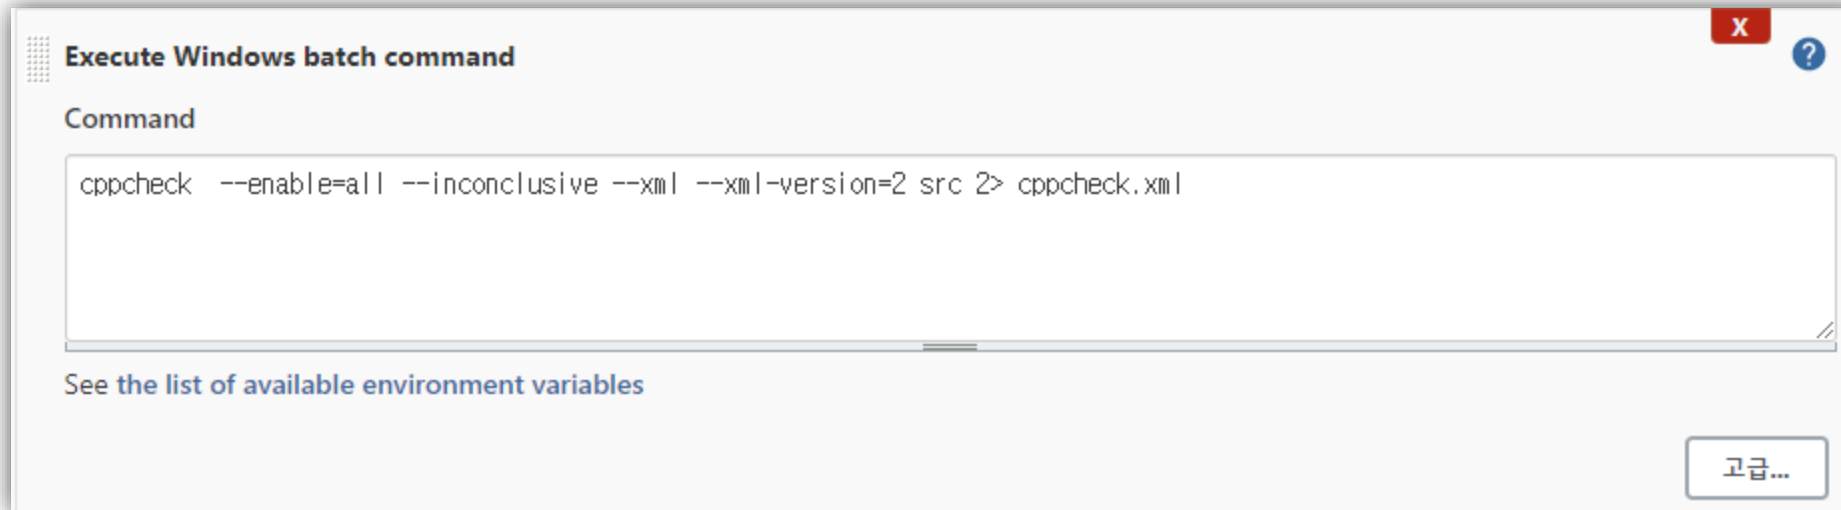 X
Execute Windows batch command
?
Command
cppcheck  --enable=all --inconclusive --xml --xml-version=2 src 2> cppcheck.xml
See the list of available environment variables
고급...